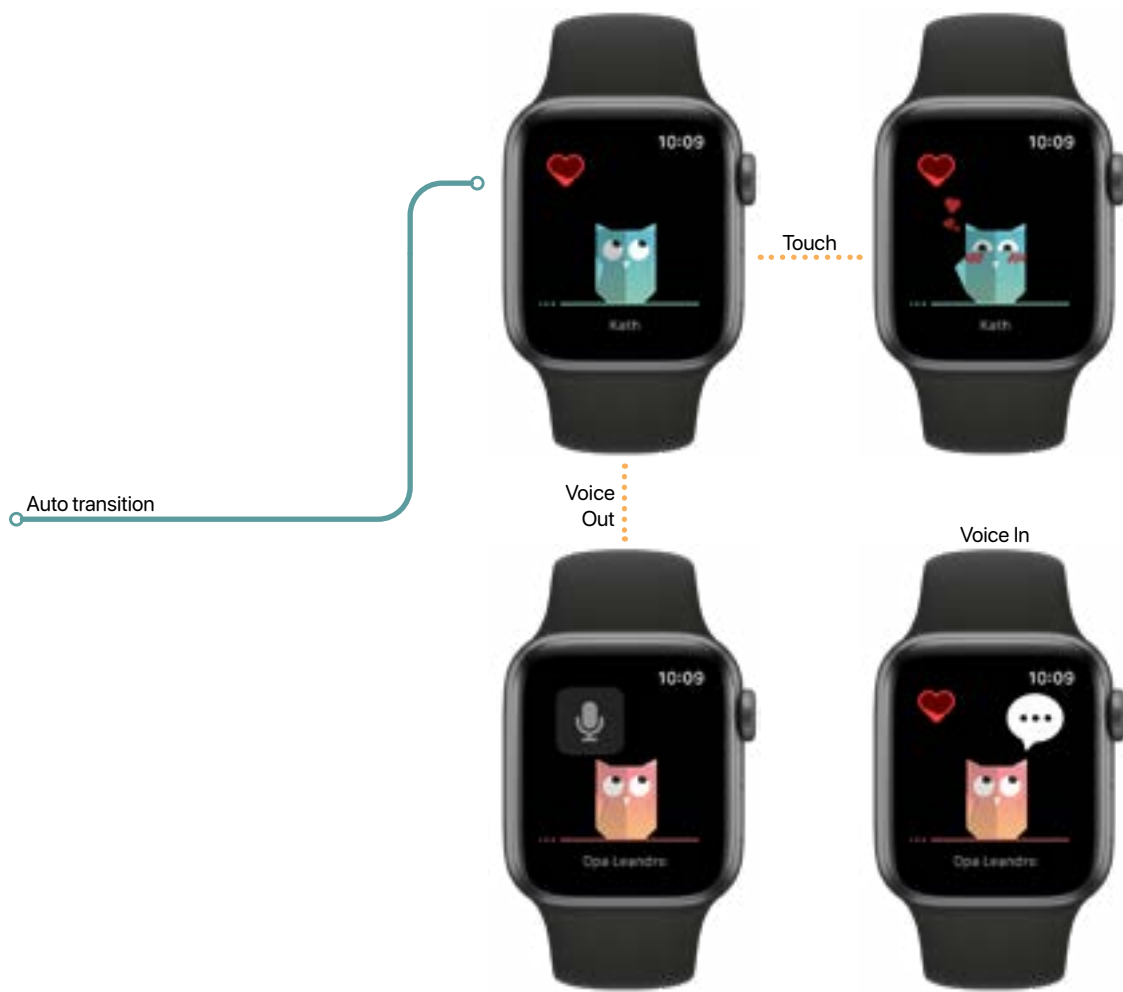 10:09
10:09
Touch
Kath
Kath
Auto transition
Voice
Out
Voice In
10:09
10:09
Opa Leandro
Opa Leandro